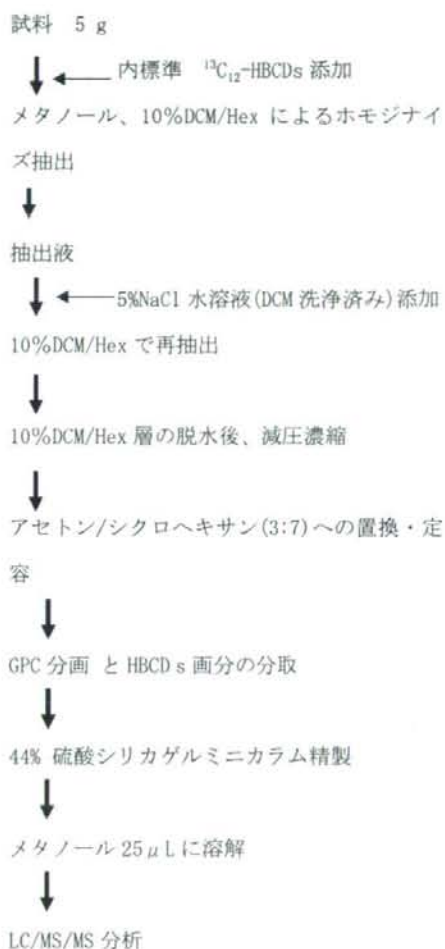 試料 5 g
内標準 ¹³C₁₂-HBCDs 添加
メタノール、10%DCM/Hex によるホモジナイ
ズ抽出
抽出液
5%NaCl 水溶液(DCM 洗浄済み)添加
10%DCM/Hex で再抽出
10%DCM/Hex 層の脱水後、減圧濃縮
アセトン/シクロヘキサン(3:7)への置換・定
容
GPC 分画 と HBCD s 画分の分取
44% 硫酸シリカゲルミニカラム精製
メタノール 25μL に溶解
LC/MS/MS 分析